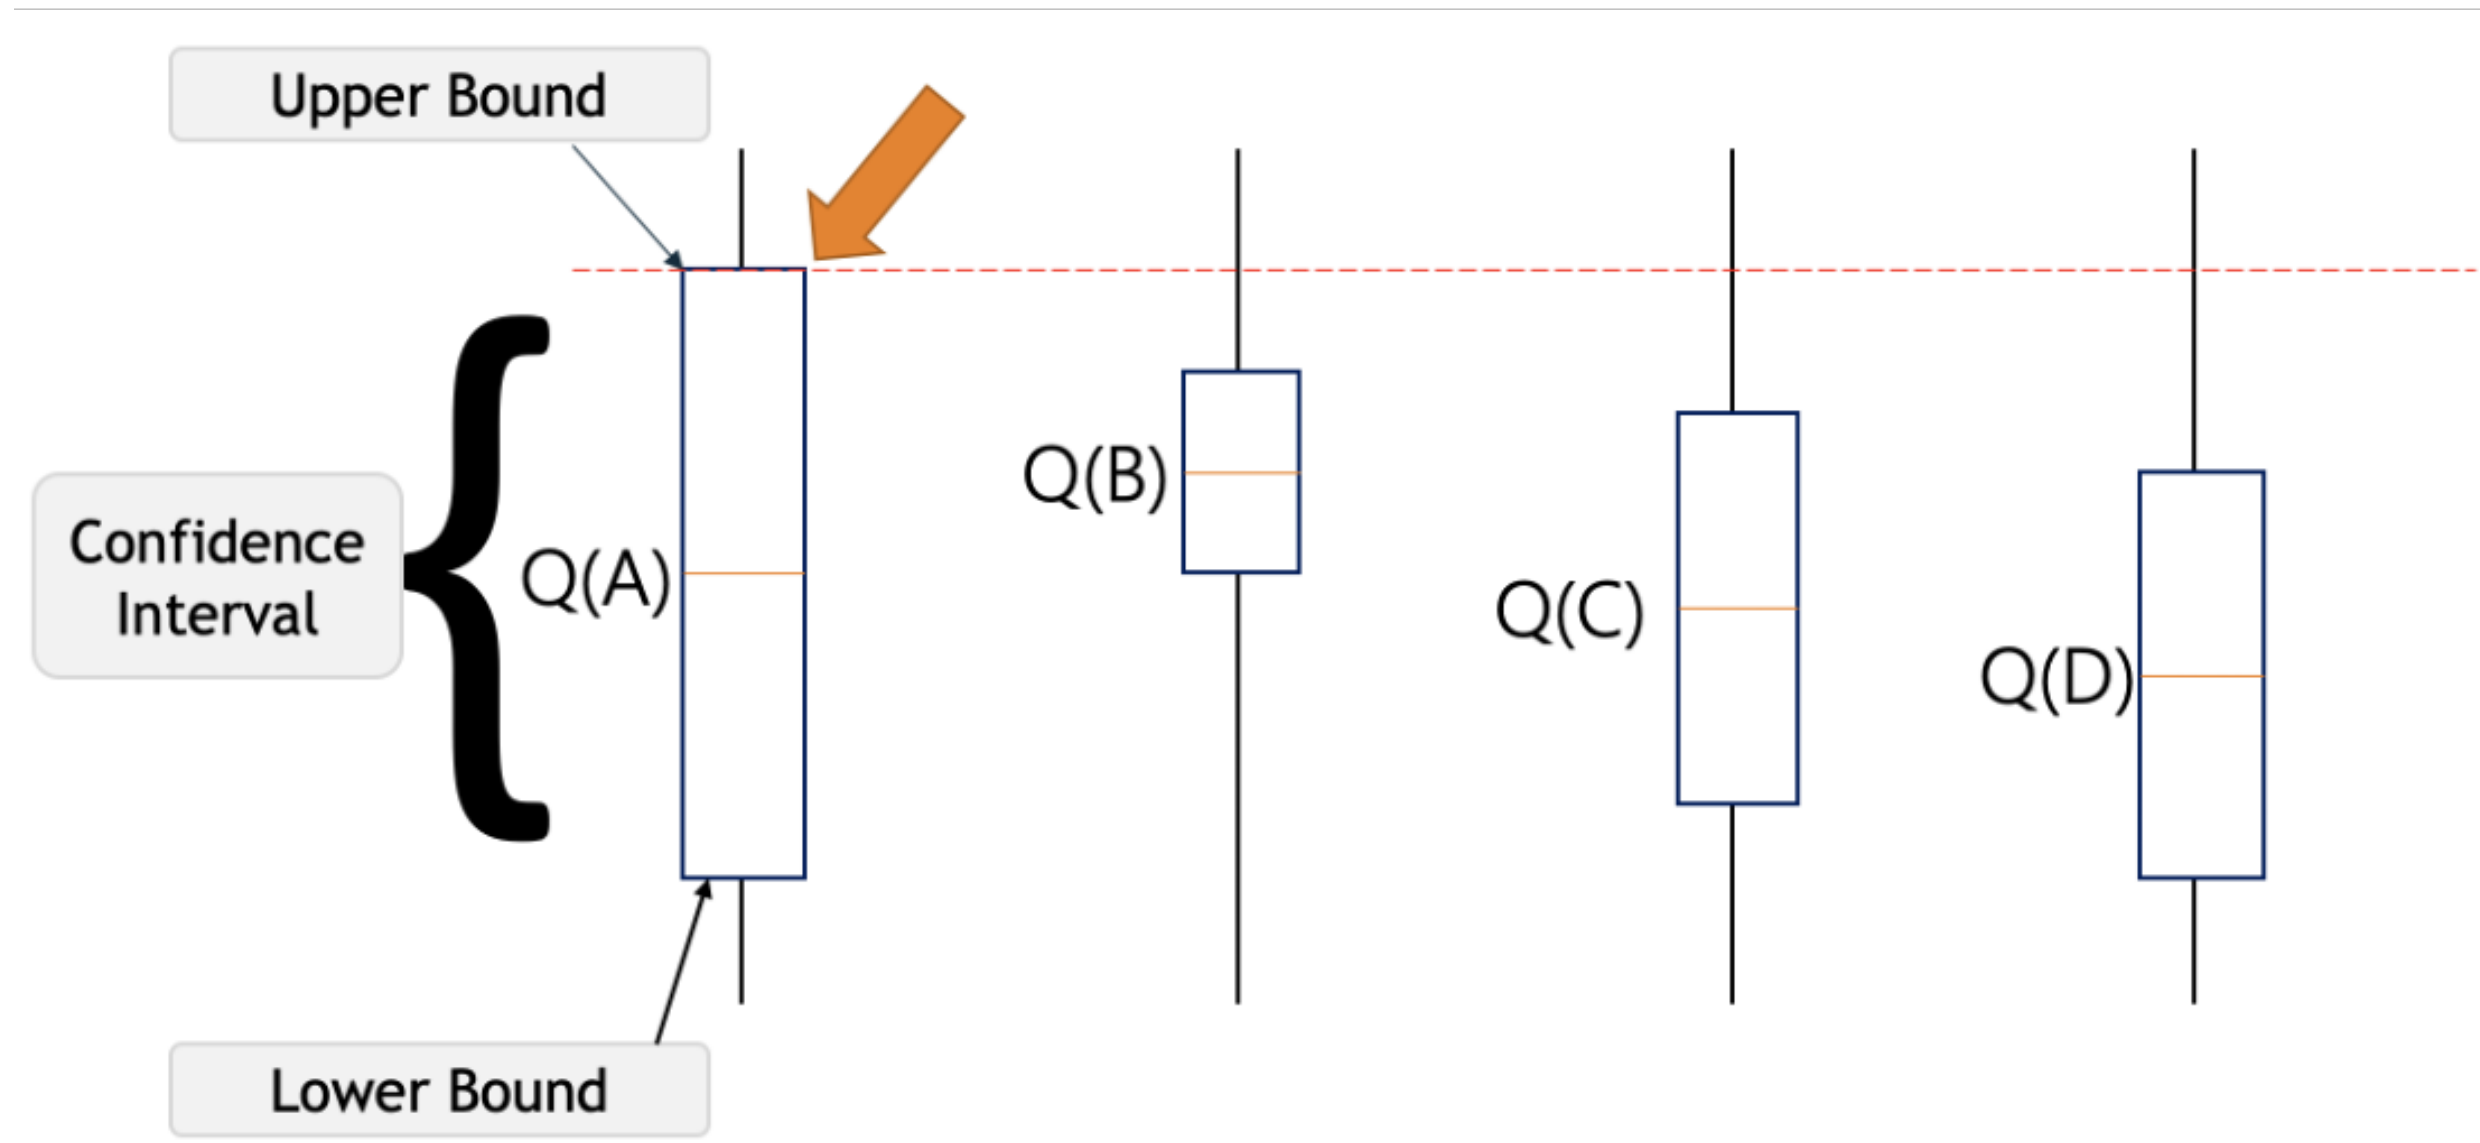 Upper Bound
Q(B)
Confidence
Interval
Q(A)
Q(C)
Q(D)
Lower Bound